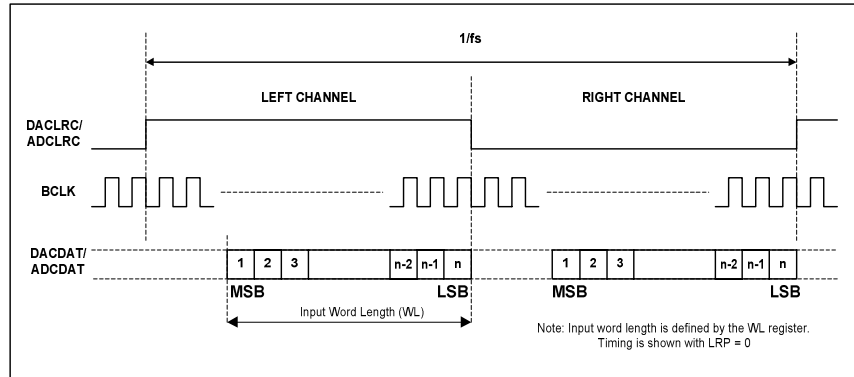 1/fs
LEFT CHANNEL
RIGHT CHANNEL
DACLRC/
ADCLRC
BCLK
DACDAT/
ADCDAT
1 2 3 n-2 n-1 n 1 2 3 n-2 n-1 n
MSB LSB MSB LSB
Input Word Length (WL)
Note: Input word length is defined by the WL register.
Timing is shown with LRP = 0